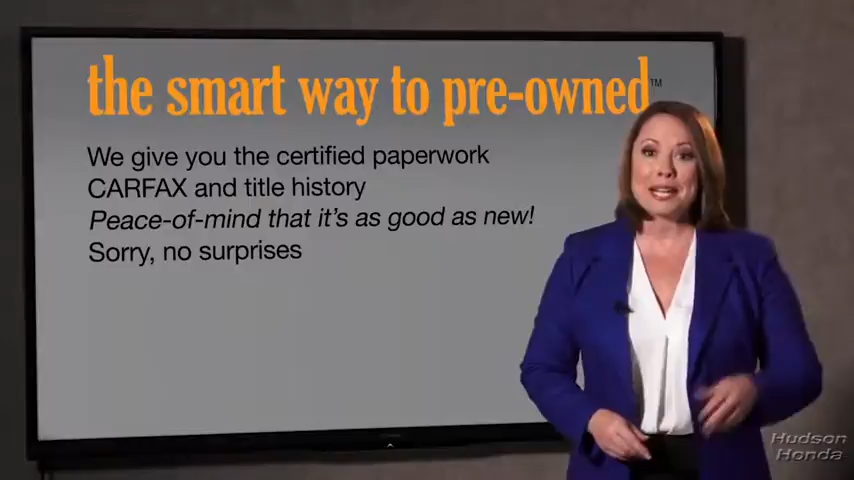 the smart way to pre-owned™
We give you the certified paperwork
CARFAX and title history
Peace-of-mind that it's as good as new!
Sorry, no surprises
Hudson
Honda